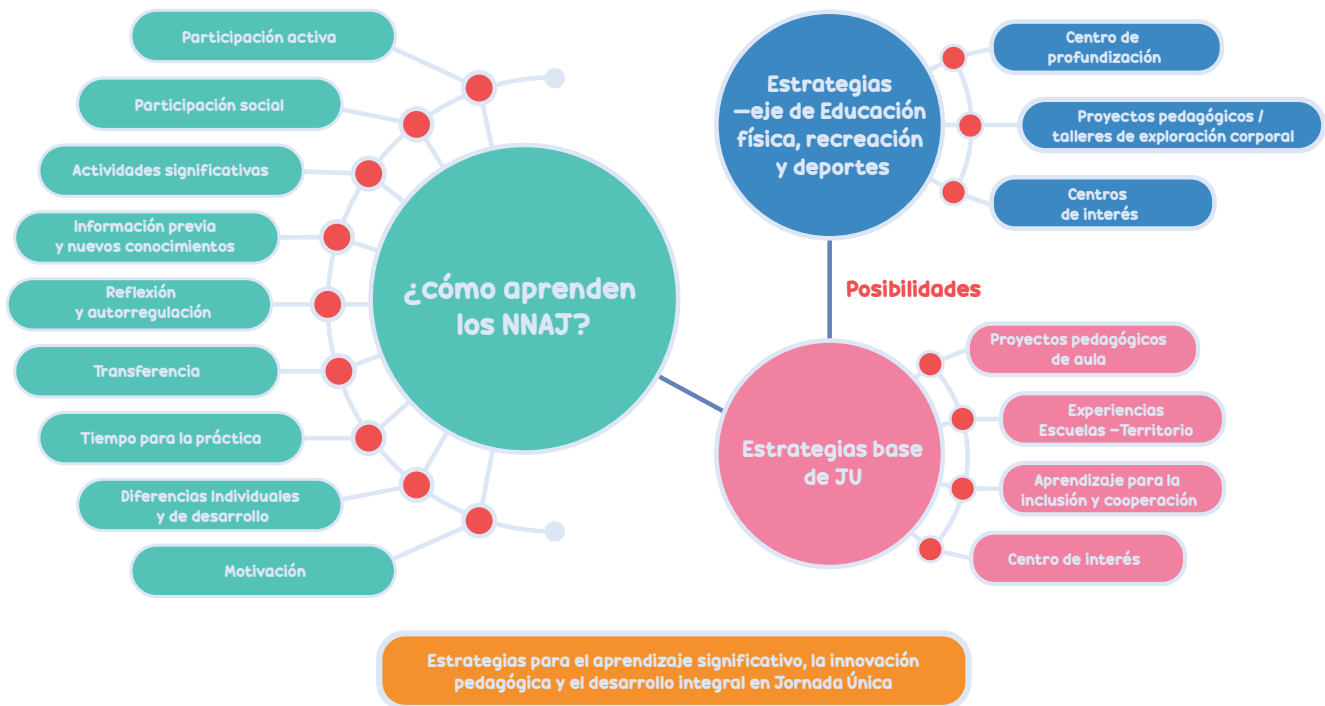 Participación activa
Participación social
Actividades significativas
Información previa
y nuevos conocimientos
Reflexión
y autorregulación
Transferencia
Tiempo para la práctica
Diferencias Individuales
y de desarrollo
Motivación
¿cómo aprenden
los NNAJ?
Estrategias
–eje de Educación
física, recreación
y deportes
Centro de
profundización
Proyectos pedagógicos /
talleres de exploración corporal
Centros
de interés
Posibilidades
Estrategias base
de JU
Proyectos pedagógicos
de aula
Experiencias
Escuelas –Territorio
Aprendizaje para la
inclusión y cooperación
Centro de interés
Estrategias para el aprendizaje significativo, la innovación
pedagógica y el desarrollo integral en Jornada Única